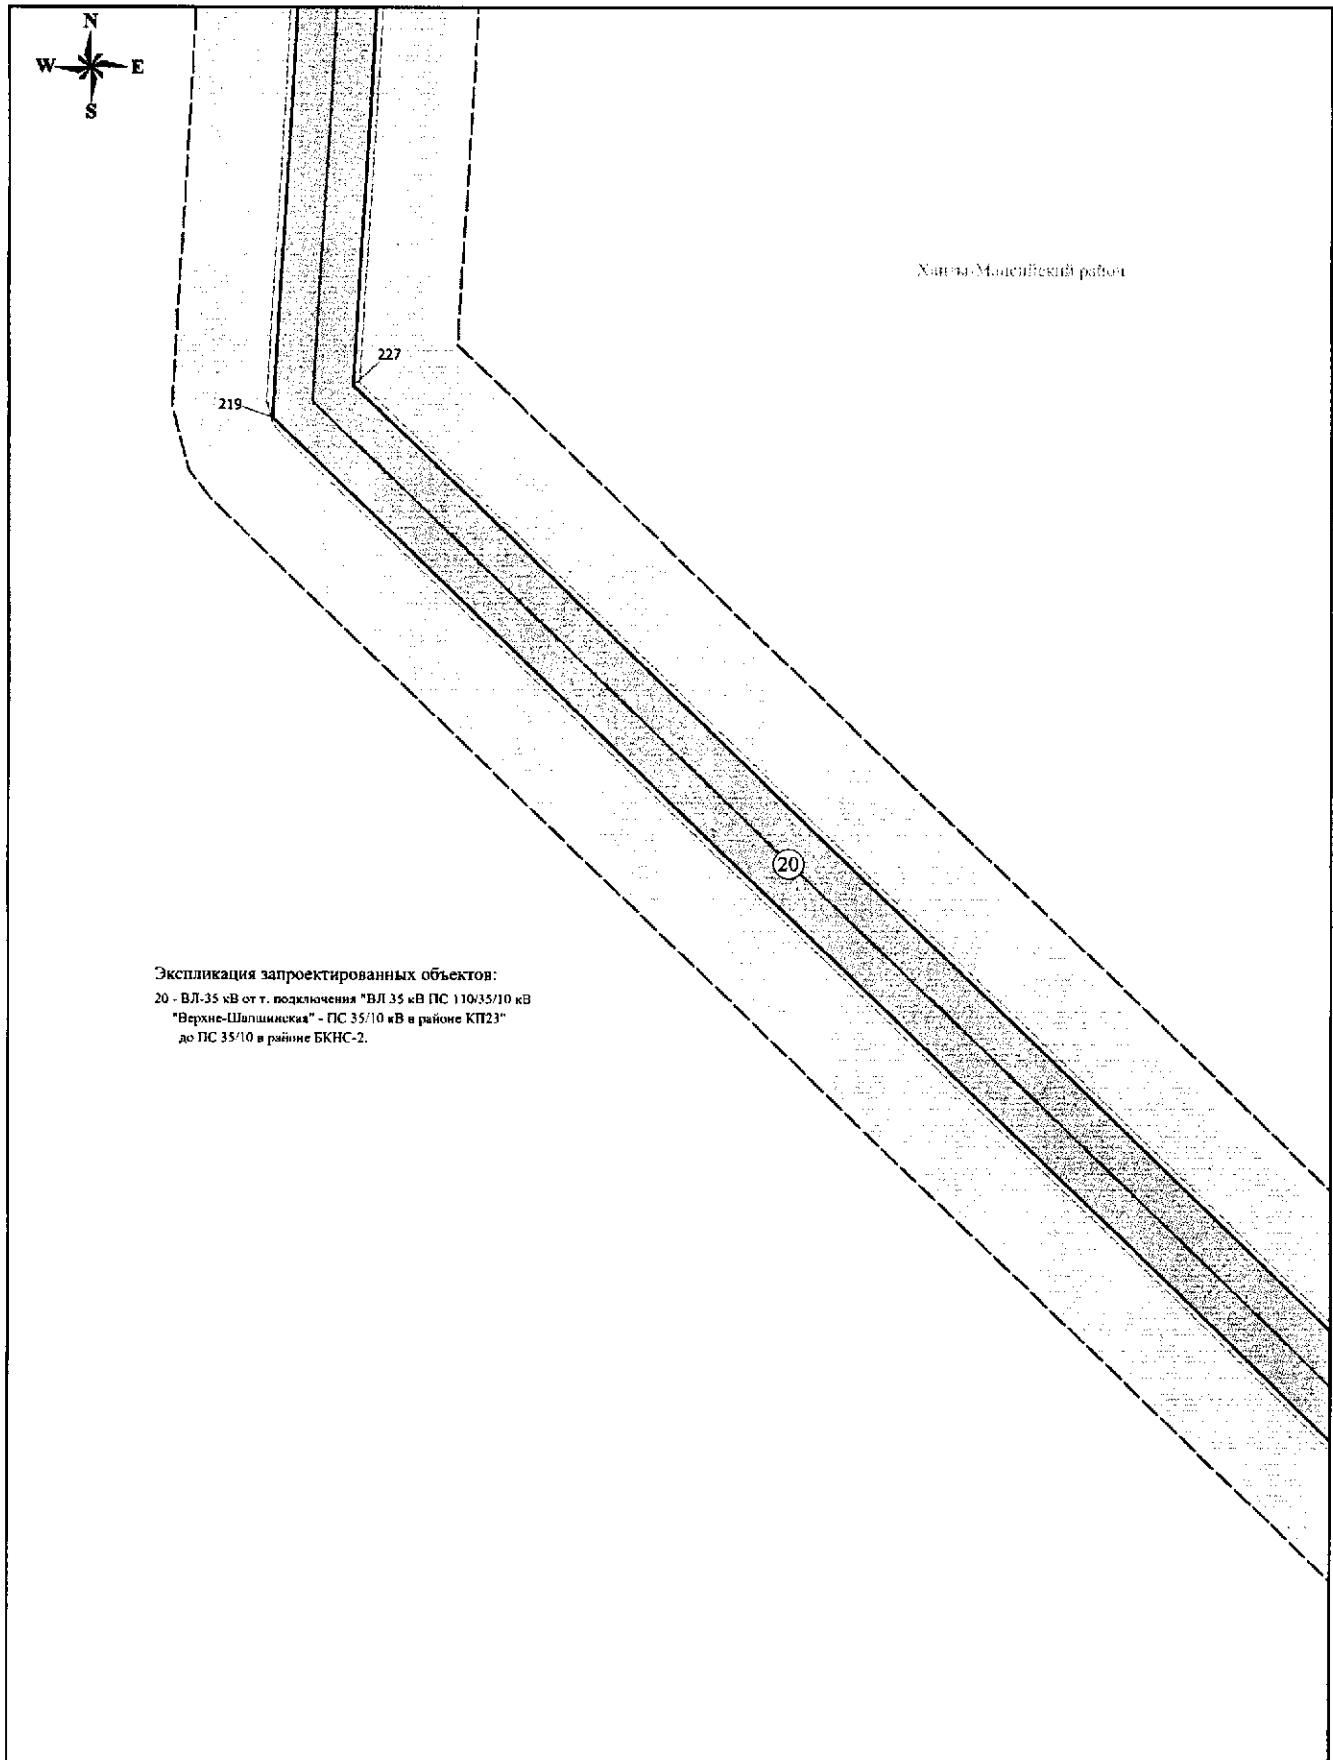 N
W E
S
Ханты-Мансийский район
227
219
20
Экспликация запроектированных объектов:
20 - ВЛ-35 кВ от т. подключения "ВЛ 35 кВ ПС 110/35/10 кВ
"Верхне-Шапшинская" - ПС 35/10 кВ в районе КП23"
до ПС 35/10 в районе БКНС-2.